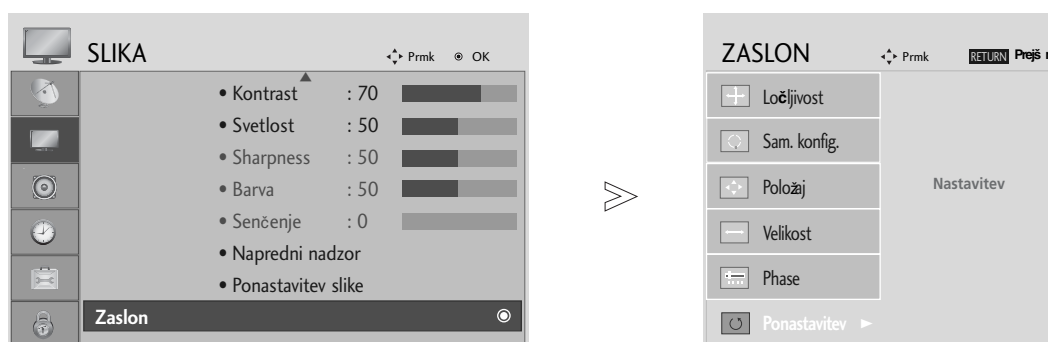 SLIKA
Prmk OK
• Kontrast : 70
• Svetlost : 50
• Sharpness : 50
• Barva : 50
• Senčenje : 0
• Napredni nadzor
• Ponastavitev slike
Zaslon
ZASLON
Prmk RETURN Prejš
Ločljivost
Sam. konfig.
Položaj
Velikost
Phase
Ponastavitev
Nastavitev